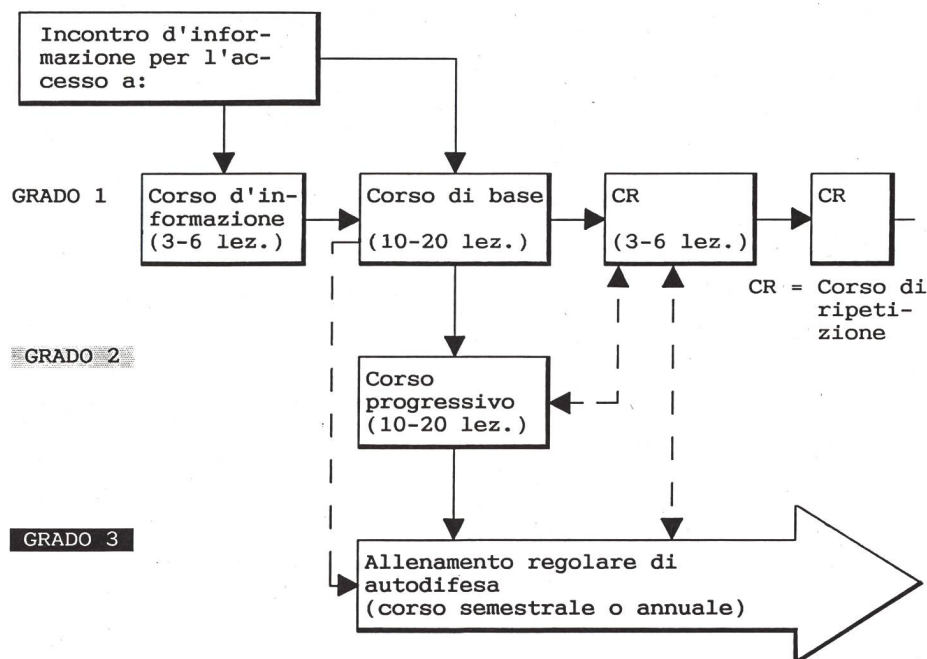 Incontro d'infor-
mazione per l'ac-
cesso a:
GRADO 1
Corso d'in-
formazione
(3-6 lez.)
Corso di base
(10-20 lez.)
CR
(3-6 lez.)
CR
CR = Corso di
ripeti-
zione
GRADO 2
Corso
progressivo
(10-20 lez.)
GRADO 3
Allenamento regolare di
autodifesa
(corso semestrale o annuale)